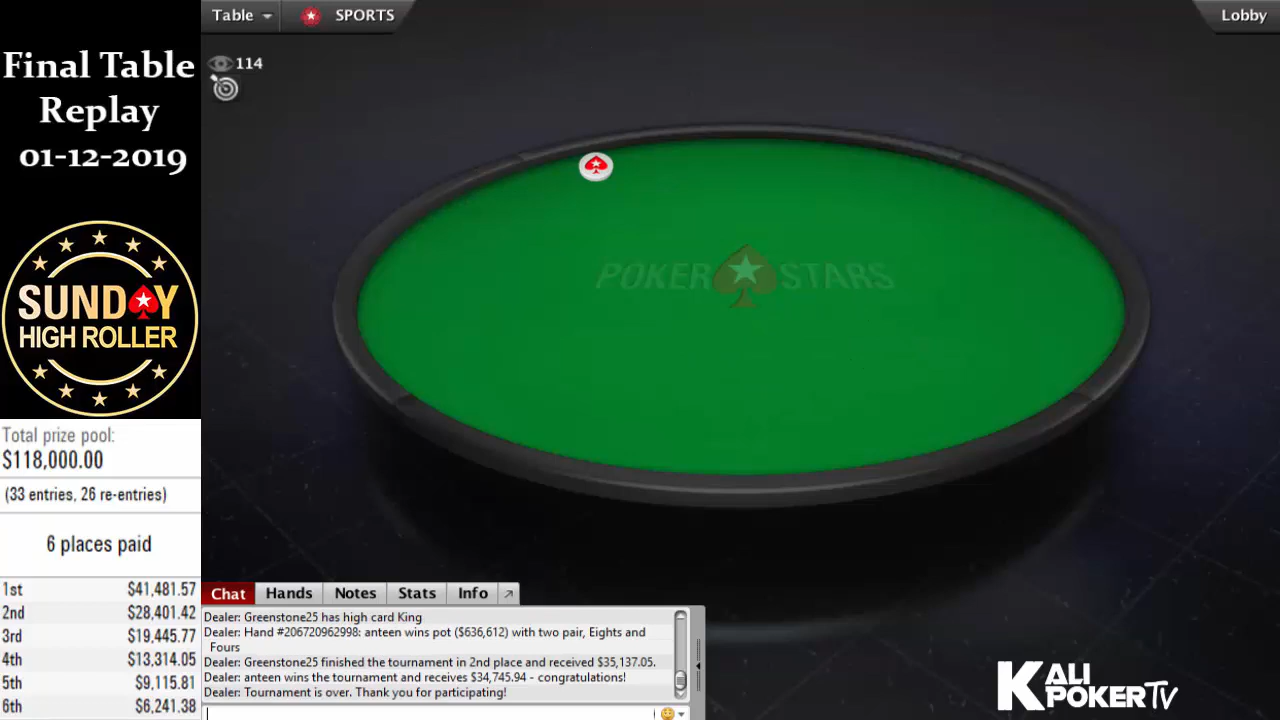 Final Table
Replay
01-12-2019
SUNDAY
HIGH ROLLER
Total prize pool:
$118,000.00
(33 entries, 26 re-entries)
6 places paid
1st $41,481.57
2nd $28,401.42
3rd $19,445.77
4th $13,314.05
5th $9,115.81
6th $6,241.38
Table SPORTS Lobby
114
POKER STARS
Chat Hands Notes Stats Info
Dealer: Greenstone25 has high card King
Dealer: Hand #206720962998: anteen wins pot ($636,612) with two pair, Eights and
Fours
Dealer: Greenstone25 finished the tournament in 2nd place and received $35,137.05.
Dealer: anteen wins the tournament and receives $34,745.94 - congratulations!
Dealer: Tournament is over. Thank you for participating!
KALI
POKER TV